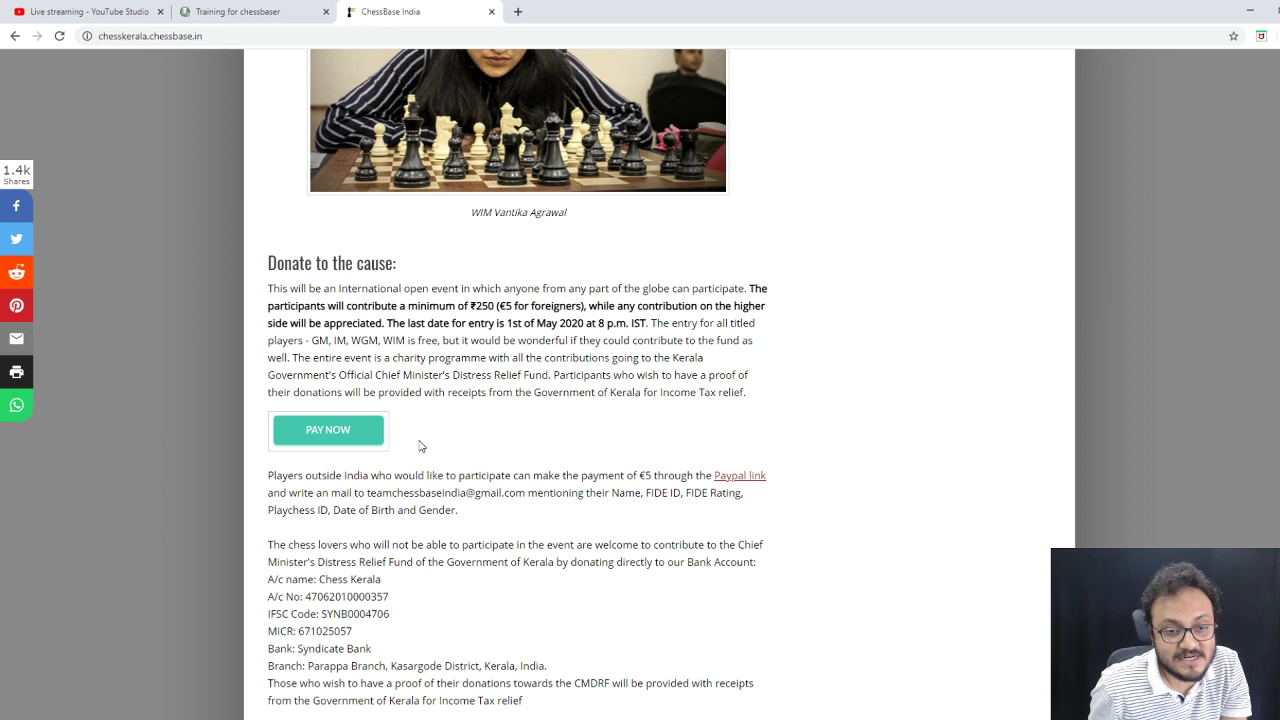 Live streaming - YouTube Studio
Training for chessbaser
ChessBase India
chesskerala.chessbase.in
1.4k
Shares
WIM Vantika Agrawal
Donate to the cause:
This will be an International open event in which anyone from any part of the globe can participate. The
participants will contribute a minimum of ₹250 (€5 for foreigners), while any contribution on the higher
side will be appreciated. The last date for entry is 1st of May 2020 at 8 p.m. IST. The entry for all titled
players - GM, IM, WGM, WIM is free, but it would be wonderful if they could contribute to the fund as
well. The entire event is a charity programme with all the contributions going to the Kerala
Government's Official Chief Minister's Distress Relief Fund. Participants who wish to have a proof of
their donations will be provided with receipts from the Government of Kerala for Income Tax relief.
PAY NOW
Players outside India who would like to participate can make the payment of €5 through the Paypal link
and write an mail to teamchessbaseindia@gmail.com mentioning their Name, FIDE ID, FIDE Rating,
Playchess ID, Date of Birth and Gender.
The chess lovers who will not be able to participate in the event are welcome to contribute to the Chief
Minister's Distress Relief Fund of the Government of Kerala by donating directly to our Bank Account:
A/c name: Chess Kerala
A/c No: 47062010000357
IFSC Code: SYNB0004706
MICR: 671025057
Bank: Syndicate Bank
Branch: Parappa Branch, Kasargode District, Kerala, India.
Those who wish to have a proof of their donations towards the CMDRF will be provided with receipts
from the Government of Kerala for Income Tax relief